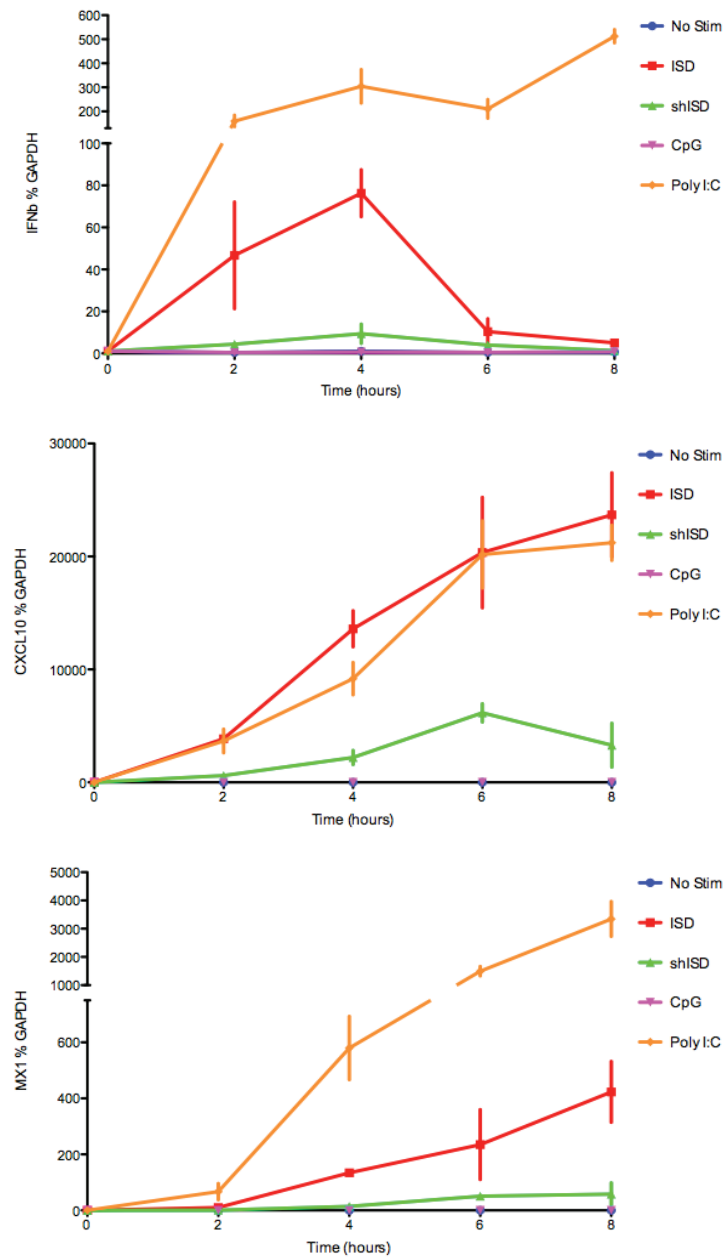 600
500
400
300
200
100
80
60
40
20
0
IFNb % GAPDH
0 2 4 6 8
Time (hours)
No Stim
ISD
shISD
CpG
Poly I:C
30000
20000
10000
0
CXCL10 % GAPDH
0 2 4 6 8
Time (hours)
No Stim
ISD
shISD
CpG
Poly I:C
5000
4000
3000
2000
1000
600
400
200
0
MX1 % GAPDH
0 2 4 6 8
Time (hours)
No Stim
ISD
shISD
CpG
Poly I:C